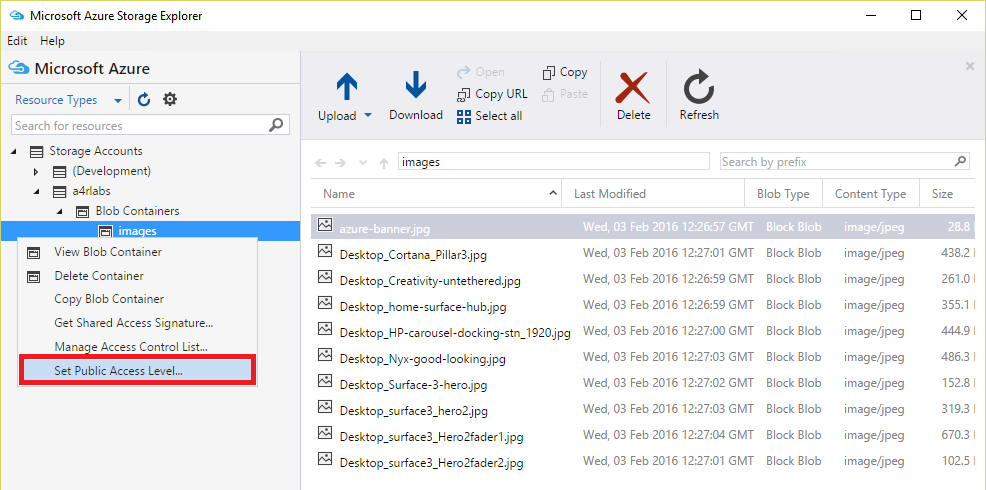 Microsoft Azure Storage Explorer
Edit Help
Microsoft Azure
Resource Types
Search for resources
Storage Accounts
(Development)
a4rlabs
Blob Containers
images
View Blob Container
Delete Container
Copy Blob Container
Get Shared Access Signature...
Manage Access Control List...
Set Public Access Level...
Upload
Download
Open
Copy URL
Select all
Copy
Paste
Delete
Refresh
images
Search by prefix
Name Last Modified Blob Type Content Type Size
azure-banner.jpg Wed, 03 Feb 2016 12:26:57 GMT Block Blob image/jpeg 28.8
Desktop_Cortana_Pillar3.jpg Wed, 03 Feb 2016 12:27:01 GMT Block Blob image/jpeg 438.2
Desktop_Creativity-untethered.jpg Wed, 03 Feb 2016 12:26:59 GMT Block Blob image/jpeg 261.0
Desktop_home-surface-hub.jpg Wed, 03 Feb 2016 12:26:59 GMT Block Blob image/jpeg 355.1
Desktop_HP-carousel-docking-stn_1920.jpg Wed, 03 Feb 2016 12:27:00 GMT Block Blob image/jpeg 444.9
Desktop_Nyx-good-looking.jpg Wed, 03 Feb 2016 12:27:01 GMT Block Blob image/jpeg 486.3
Desktop_Surface-3-hero.jpg Wed, 03 Feb 2016 12:27:02 GMT Block Blob image/jpeg 152.8
Desktop_surface3_hero2.jpg Wed, 03 Feb 2016 12:27:03 GMT Block Blob image/jpeg 319.3
Desktop_surface3_Hero2fader1.jpg Wed, 03 Feb 2016 12:27:04 GMT Block Blob image/jpeg 670.3
Desktop_surface3_Hero2fader2.jpg Wed, 03 Feb 2016 12:27:01 GMT Block Blob image/jpeg 102.5